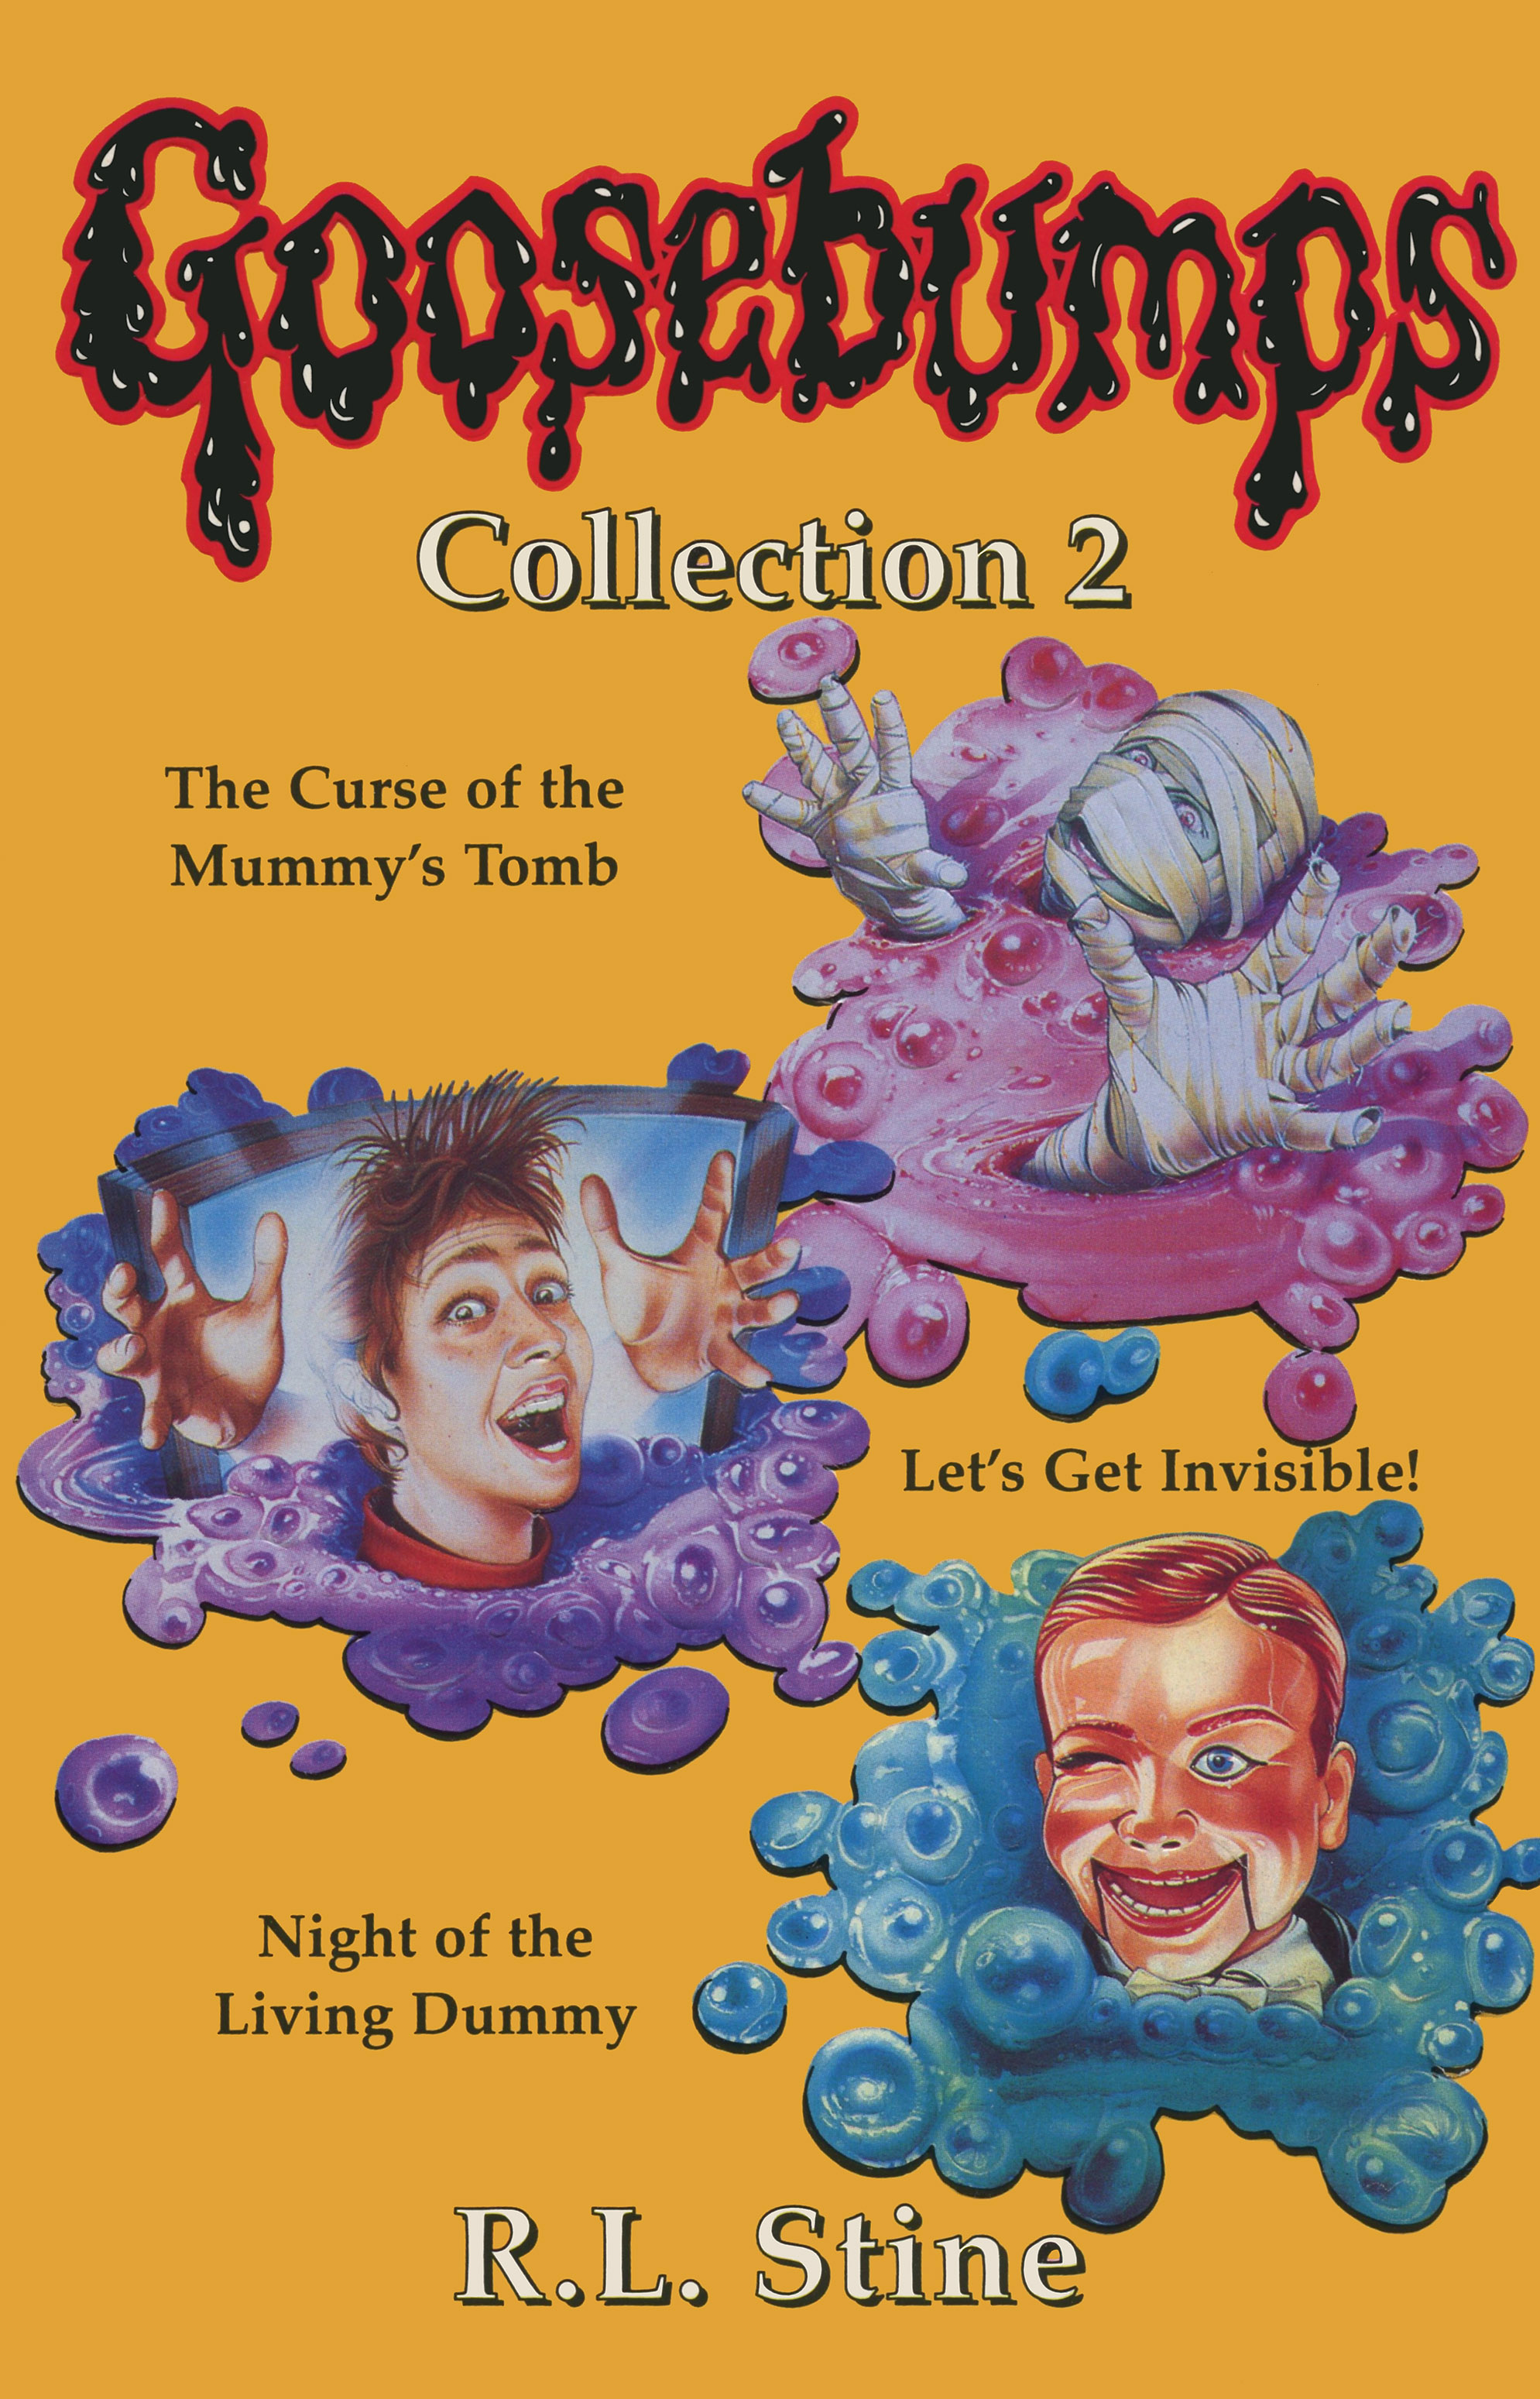 Goosebumps
Collection 2
The Curse of the
Mummy's Tomb
Let's Get Invisible!
Night of the
Living Dummy
R.L. Stine